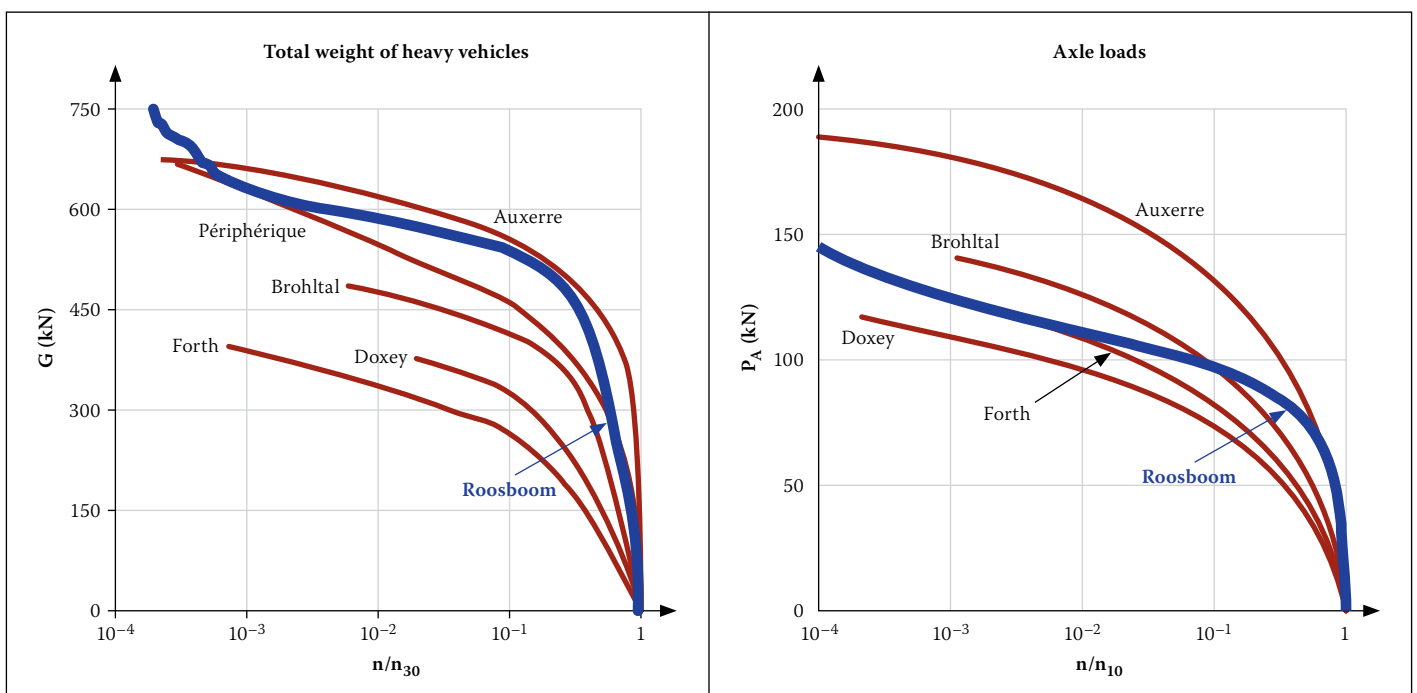 Total weight of heavy vehicles
750
600
450
300
150
0
G (kN)
10⁻⁴
10⁻³
10⁻²
10⁻¹
1
n/n₃₀
Auxerre
Périphérique
Brohltal
Forth
Doxey
Roosboom
Axle loads
200
150
100
50
0
P_A (kN)
10⁻⁴
10⁻³
10⁻²
10⁻¹
1
n/n₁₀
Auxerre
Brohltal
Doxey
Forth
Roosboom